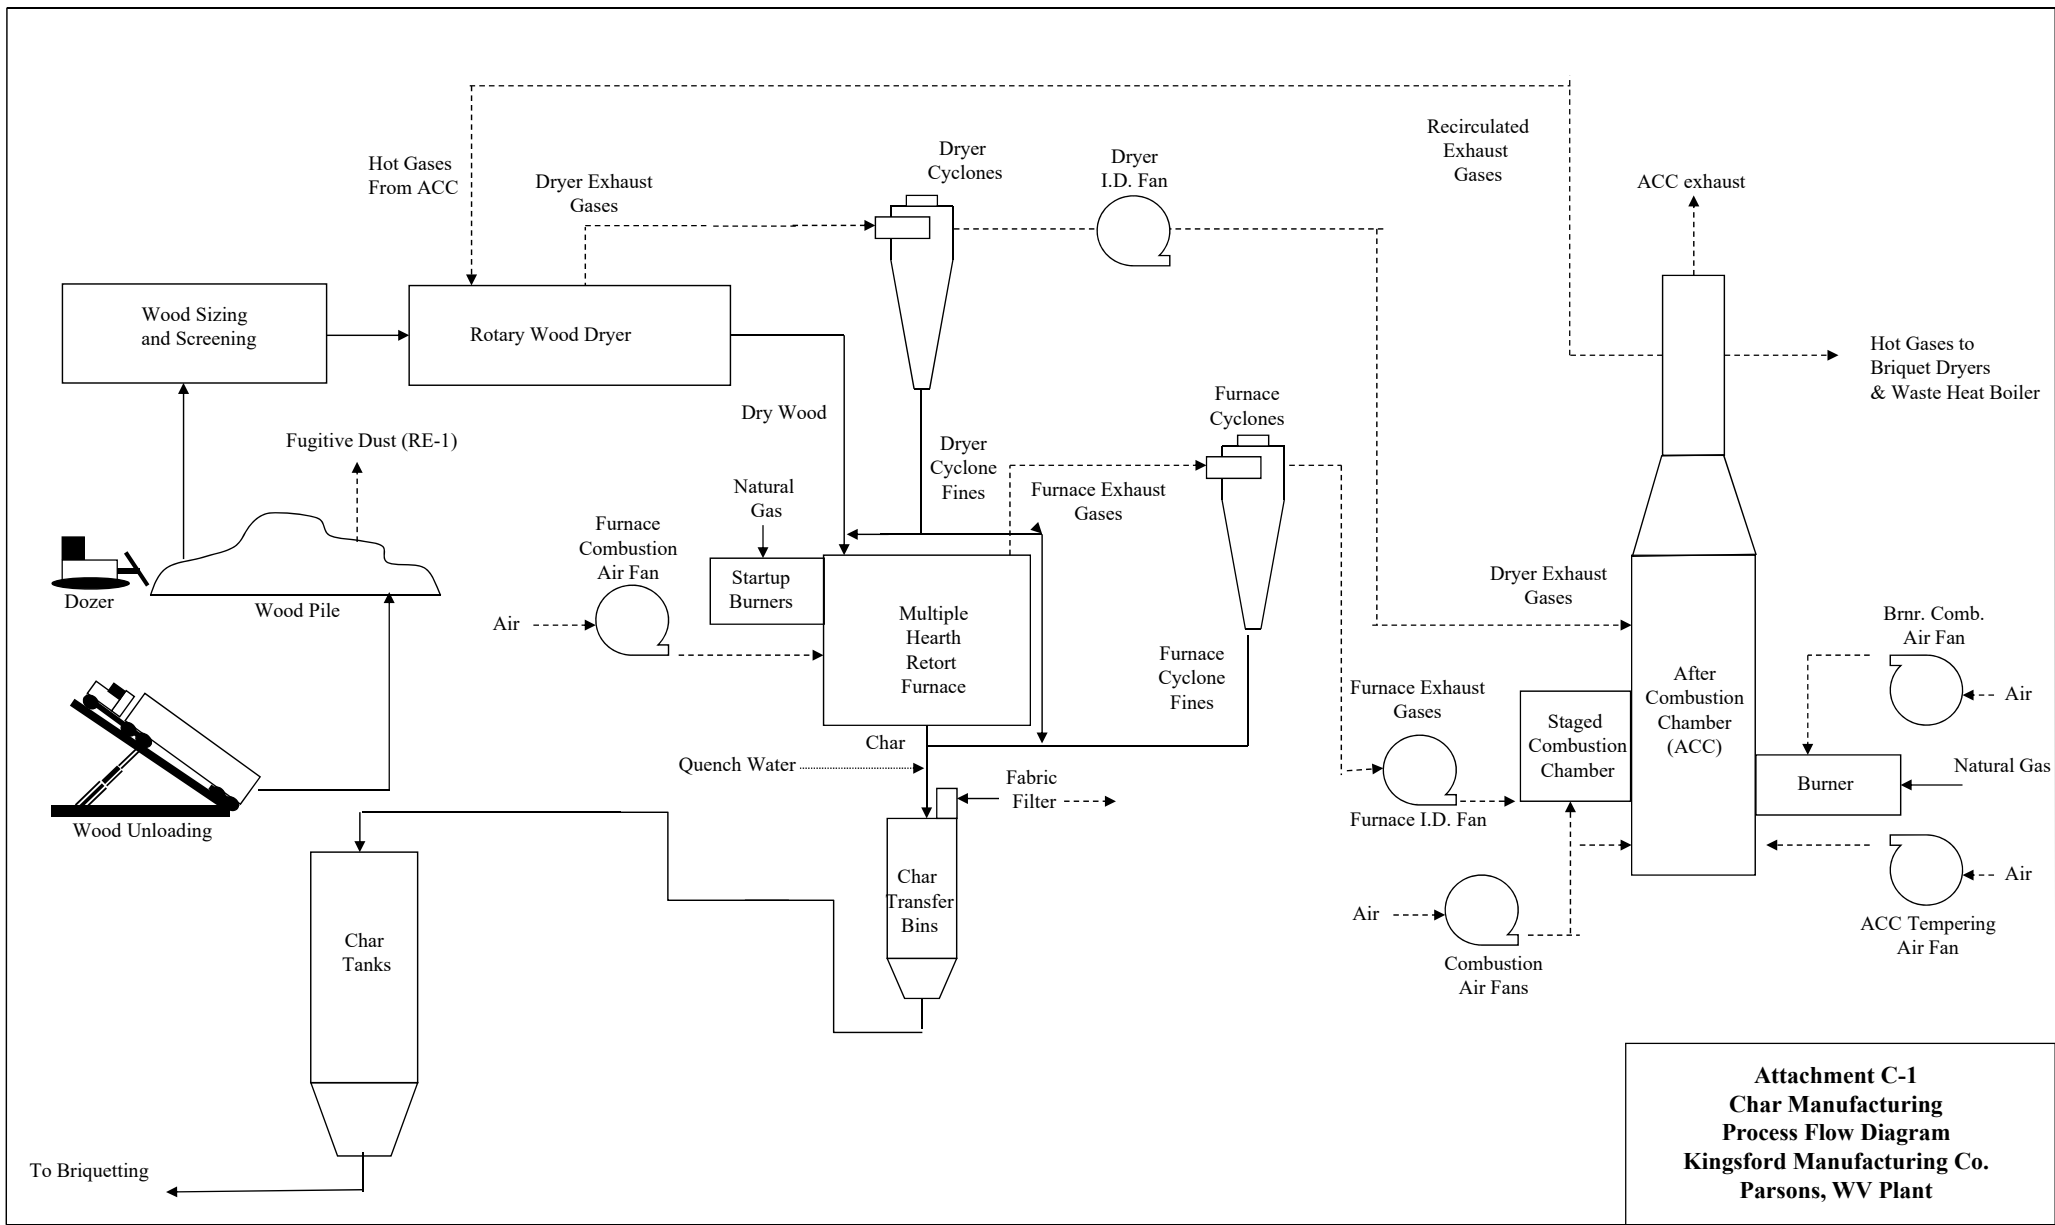 Recirculated
Exhaust
Gases
Hot Gases
From ACC
Dryer Exhaust
Gases
Dryer
Cyclones
Dryer
I.D. Fan
ACC exhaust
Wood Sizing
and Screening
Rotary Wood Dryer
Hot Gases to
Briquet Dryers
& Waste Heat Boiler
Dry Wood
Furnace
Cyclones
Fugitive Dust (RE-1)
Dryer
Cyclone
Fines
Natural
Gas
Furnace Exhaust
Gases
Furnace
Combustion
Air Fan
Startup
Burners
Dozer
Wood Pile
Air
Multiple
Hearth
Retort
Furnace
Dryer Exhaust
Gases
Brnr. Comb.
Air Fan
Furnace
Cyclone
Fines
Furnace Exhaust
Gases
After
Combustion
Chamber
(ACC)
Air
Staged
Combustion
Chamber
Char
Quench Water
Fabric
Filter
Burner
Natural Gas
Wood Unloading
Furnace I.D. Fan
Char
Transfer
Bins
Air
Air
ACC Tempering
Air Fan
Char
Tanks
Combustion
Air Fans
To Briquetting
Attachment C-1
Char Manufacturing
Process Flow Diagram
Kingsford Manufacturing Co.
Parsons, WV Plant